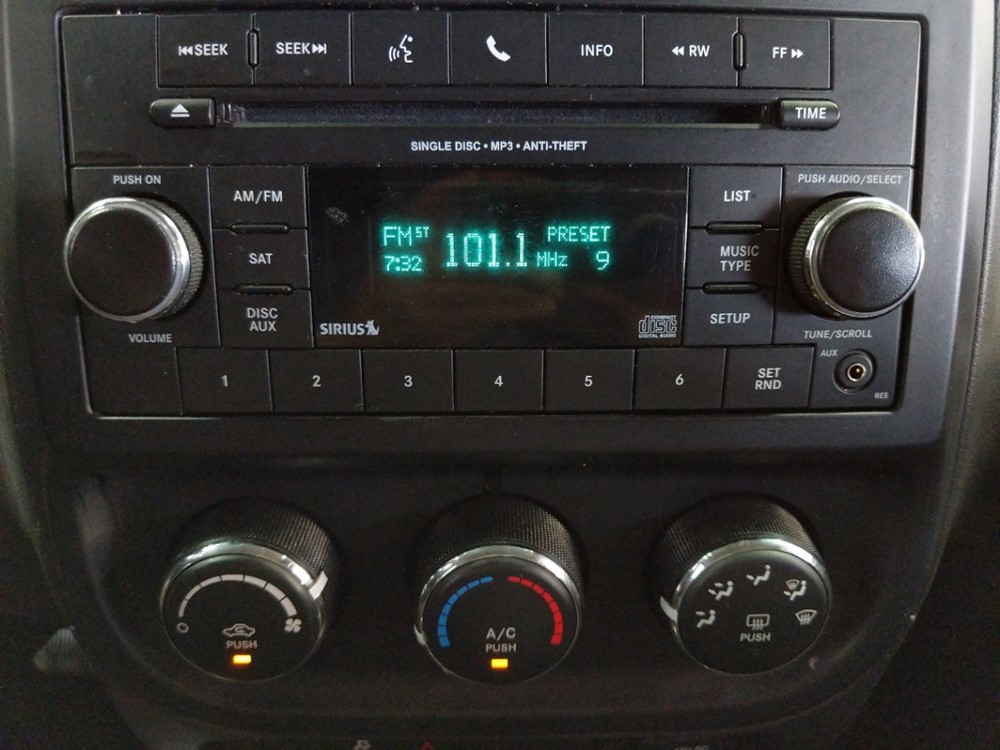 SEEK
SEEK
INFO
RW
FF
TIME
SINGLE DISC • MP3 • ANTI-THEFT
PUSH ON
AM/FM
SAT
DISC
AUX
VOLUME
FM ST 101.1 MHz PRESET
7:32 9
SIRIUS
COMPACT
disc
DIGITAL AUDIO
LIST
MUSIC
TYPE
SETUP
PUSH AUDIO/SELECT
TUNE/SCROLL
1
2
3
4
5
6
SET
RND
AUX
RES
PUSH
A/C
PUSH
PUSH